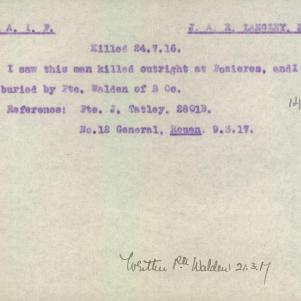 A. I. F. J. A. R. LANGLEY,
Killed 24.7.16.
I saw this man killed outright at Pozieres, and I
buried by Pte. Walden of B Co.
Reference: Pte. J. Tatley, 2801B.
14
No.12 General, Rouen. 9.3.17.
Written Pte Walden 21.3.17